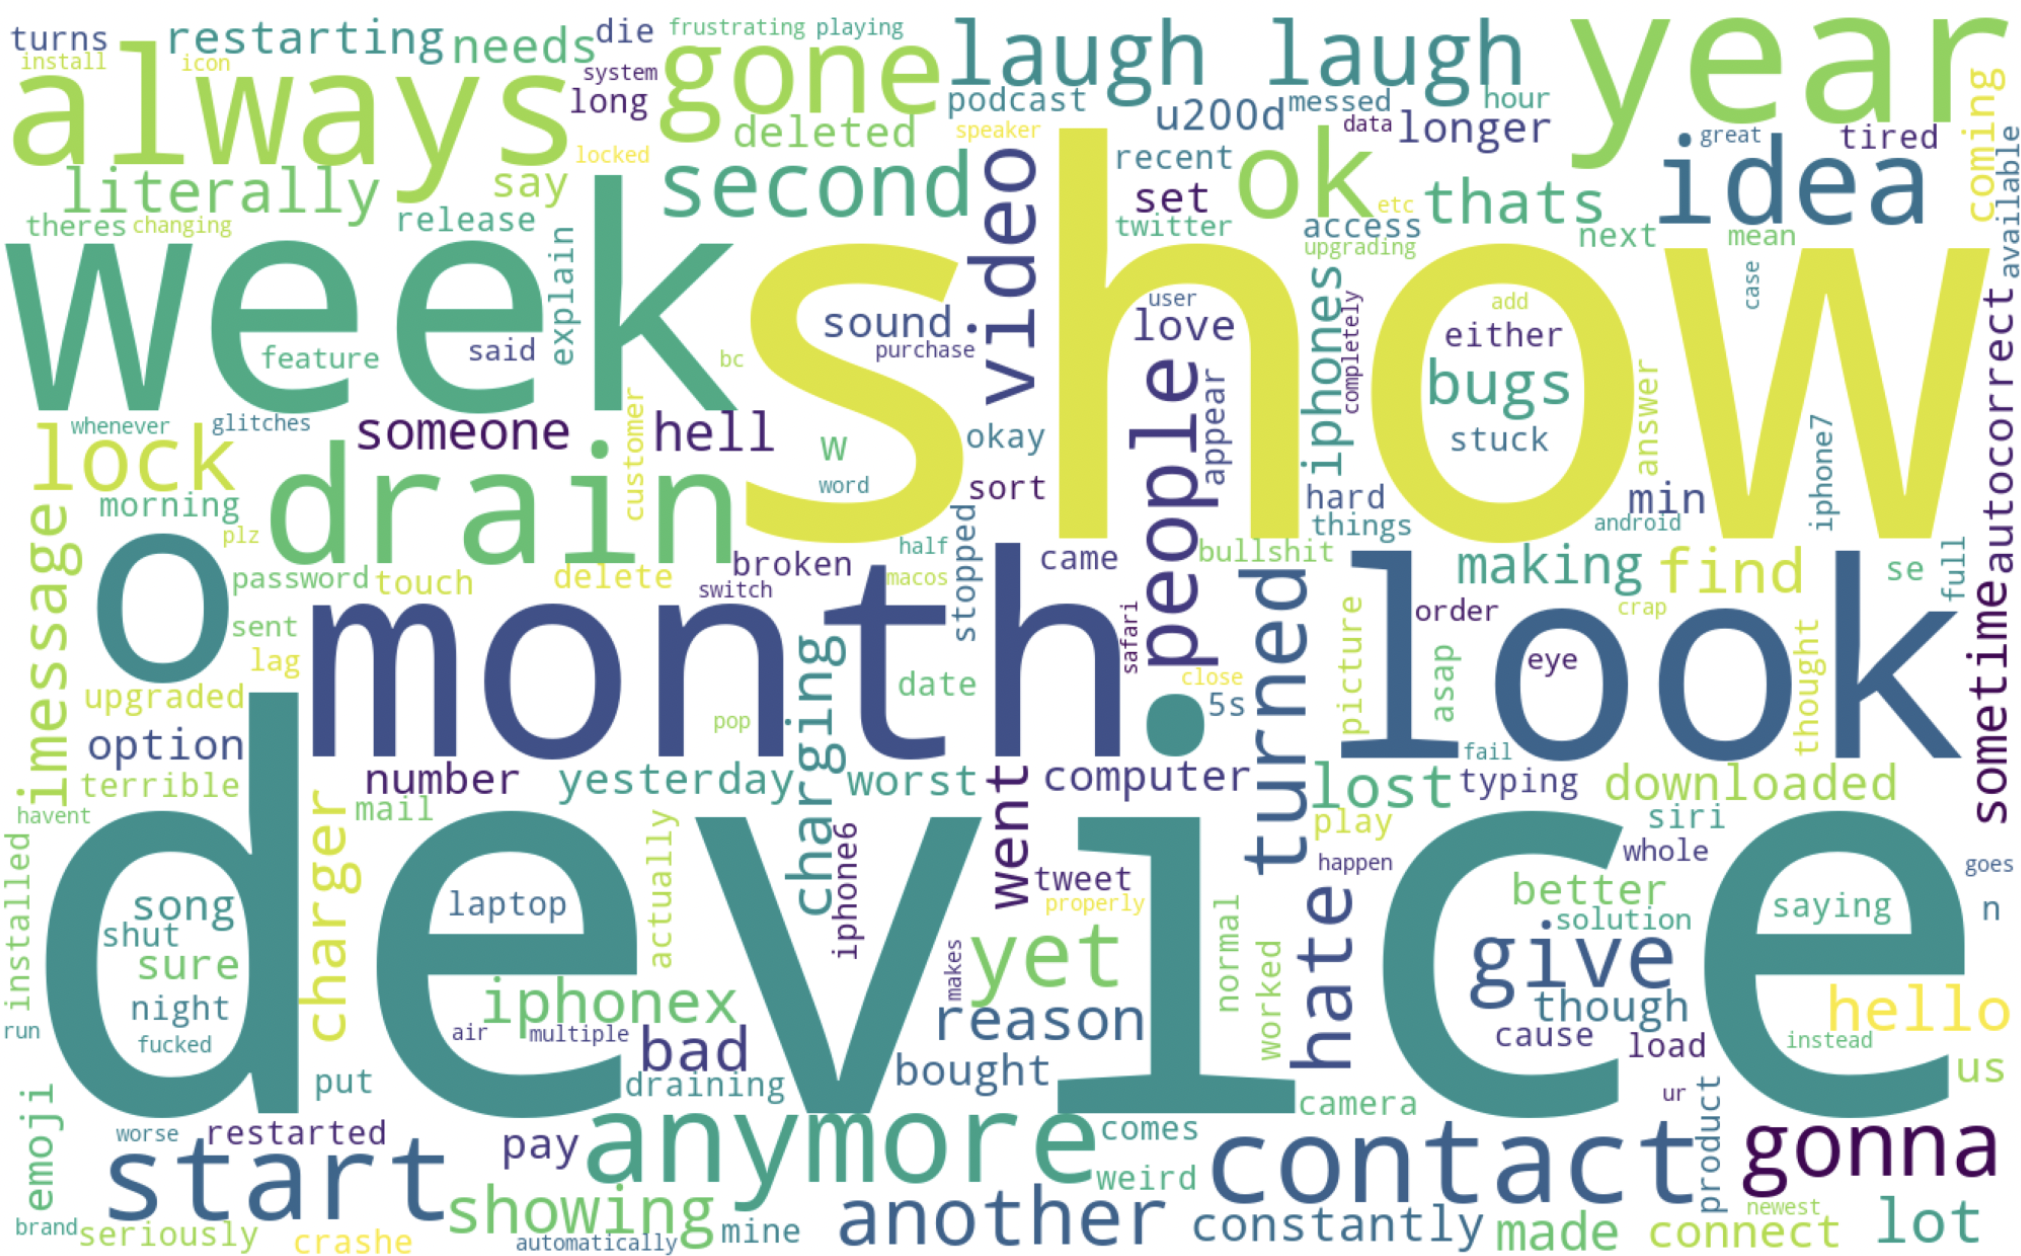 turns
restarting
needs
die
frustrating
playing
laugh
laugh
year
install
icon
system
always
gone
long
podcast
u200d
messed
hour
coming
deleted
speaker
data
longer
great
tired
available
locked
second
video
recent
ok
idea
literally
say
set
etc
thats
theres
changing
release
twitter
access
next
mean
explain
upgrading
week
show
iphones
case
sound
user
love
completely
add
either
autocorrect
feature
said
bc
purchase
people
appear
bugs
answer
whenever
glitches
someone
hell
customer
w
okay
stuck
iphone7
lock
drain
word
sort
hard
min
morning
things
android
imessage
plz
o
broken
half
stopped
came
bullshit
making
find
se
full
password
touch
delete
switch
macos
turned
sometime
sent
month
safari
picture
order
crap
look
lag
charging
date
close
asap
eye
thought
upgraded
pop
5s
option
fail
terrible
number
yesterday
worst
went
computer
lost
typing
downloaded
havent
mail
charger
actually
play
siri
installed
device
iphone6
tweet
happen
whole
goes
song
laptop
properly
hate
better
saying
n
shut
solution
sure
makes
yet
normal
give
night
iphonex
reason
worked
though
hello
run
fucked
air
multiple
bad
cause
load
instead
put
draining
bought
us
emoji
camera
product
ur
worse
restarted
pay
anymore
comes
contact
gonna
start
weird
brand
seriously
showing
mine
another
constantly
made
connect
newest
lot
crashe
automatically